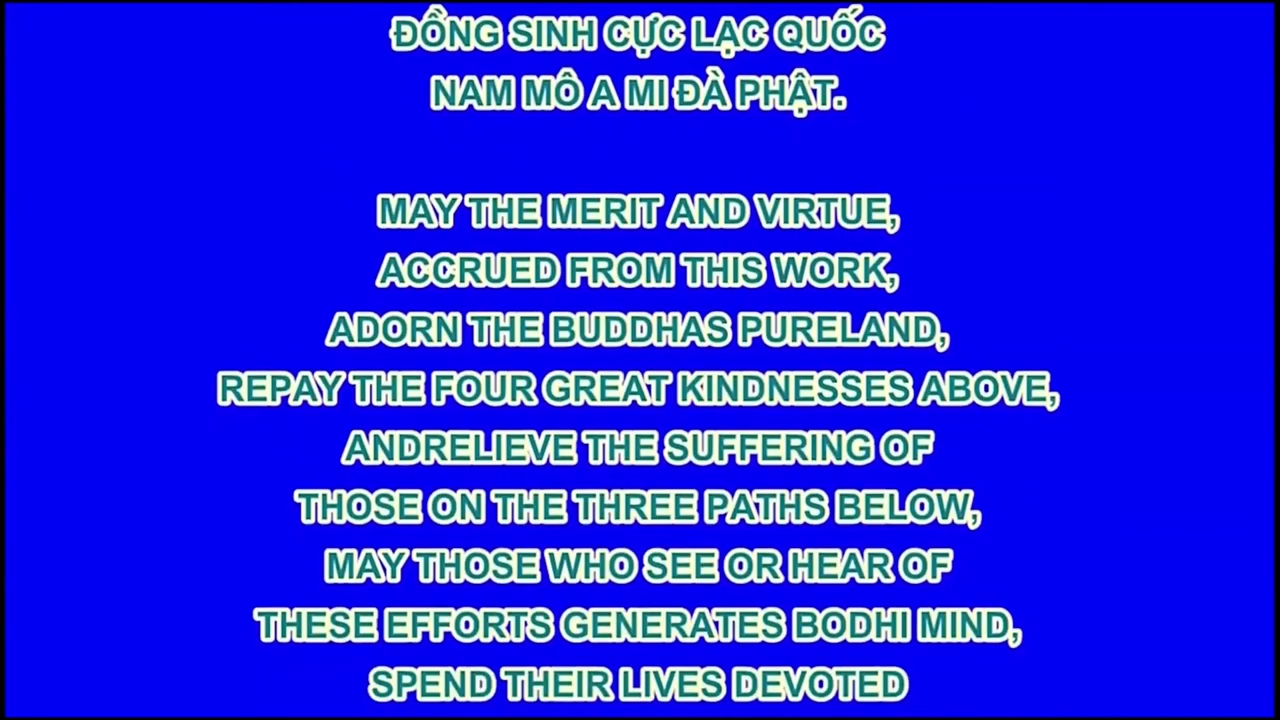 ĐỒNG SINH CỰC LẠC QUỐC
NAM MÔ A MI ĐÀ PHẬT.
MAY THE MERIT AND VIRTUE,
ACCRUED FROM THIS WORK,
ADORN THE BUDDHAS PURELAND,
REPAY THE FOUR GREAT KINDNESSES ABOVE,
ANDRELIEVE THE SUFFERING OF
THOSE ON THE THREE PATHS BELOW,
MAY THOSE WHO SEE OR HEAR OF
THESE EFFORTS GENERATES BODHI MIND,
SPEND THEIR LIVES DEVOTED